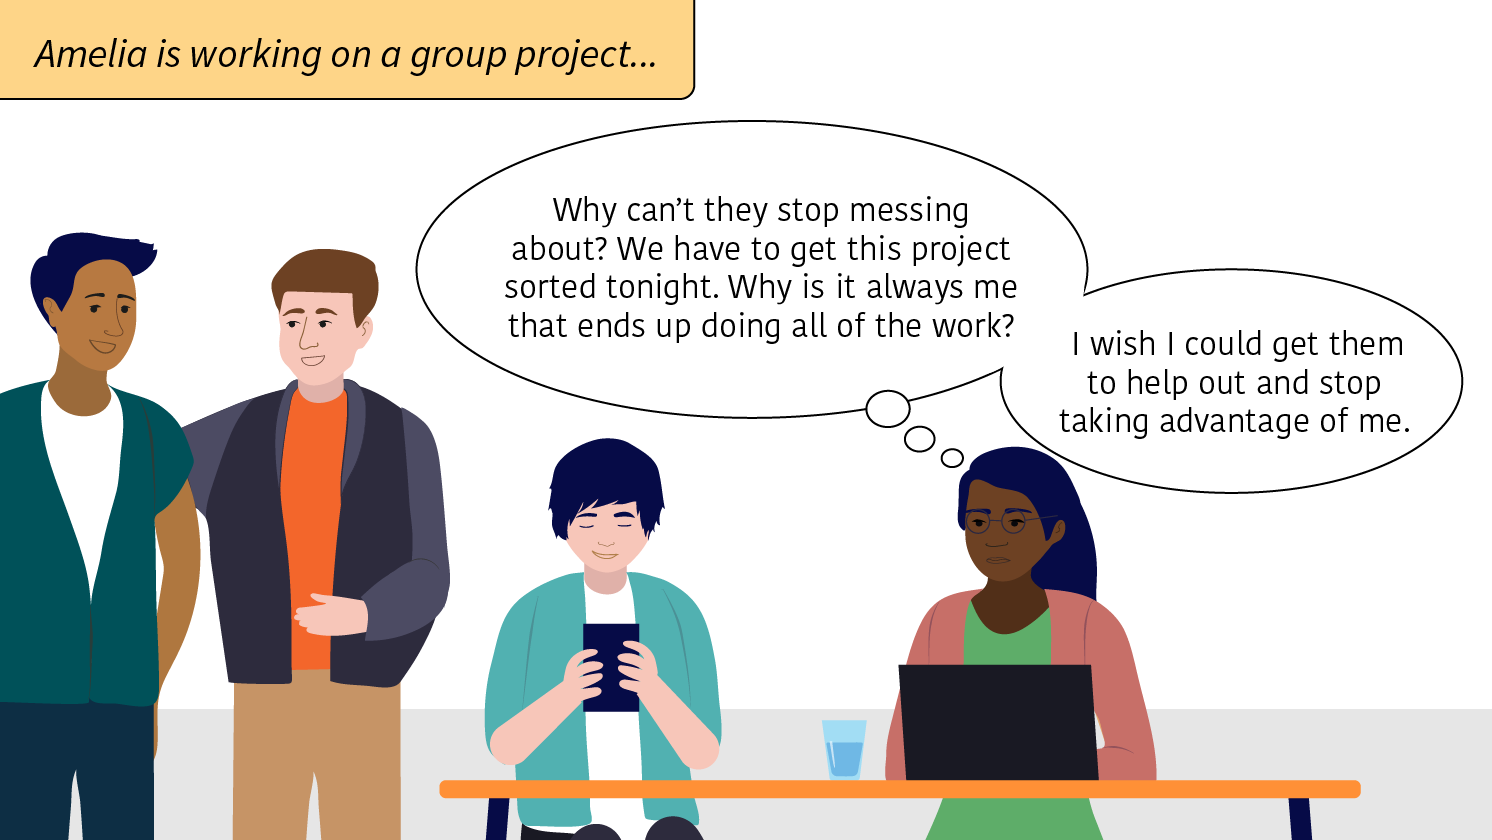 Amelia is working on a group project...
Why can’t they stop messing
about? We have to get this project
sorted tonight. Why is it always me
that ends up doing all of the work?
I wish I could get them
to help out and stop
taking advantage of me.